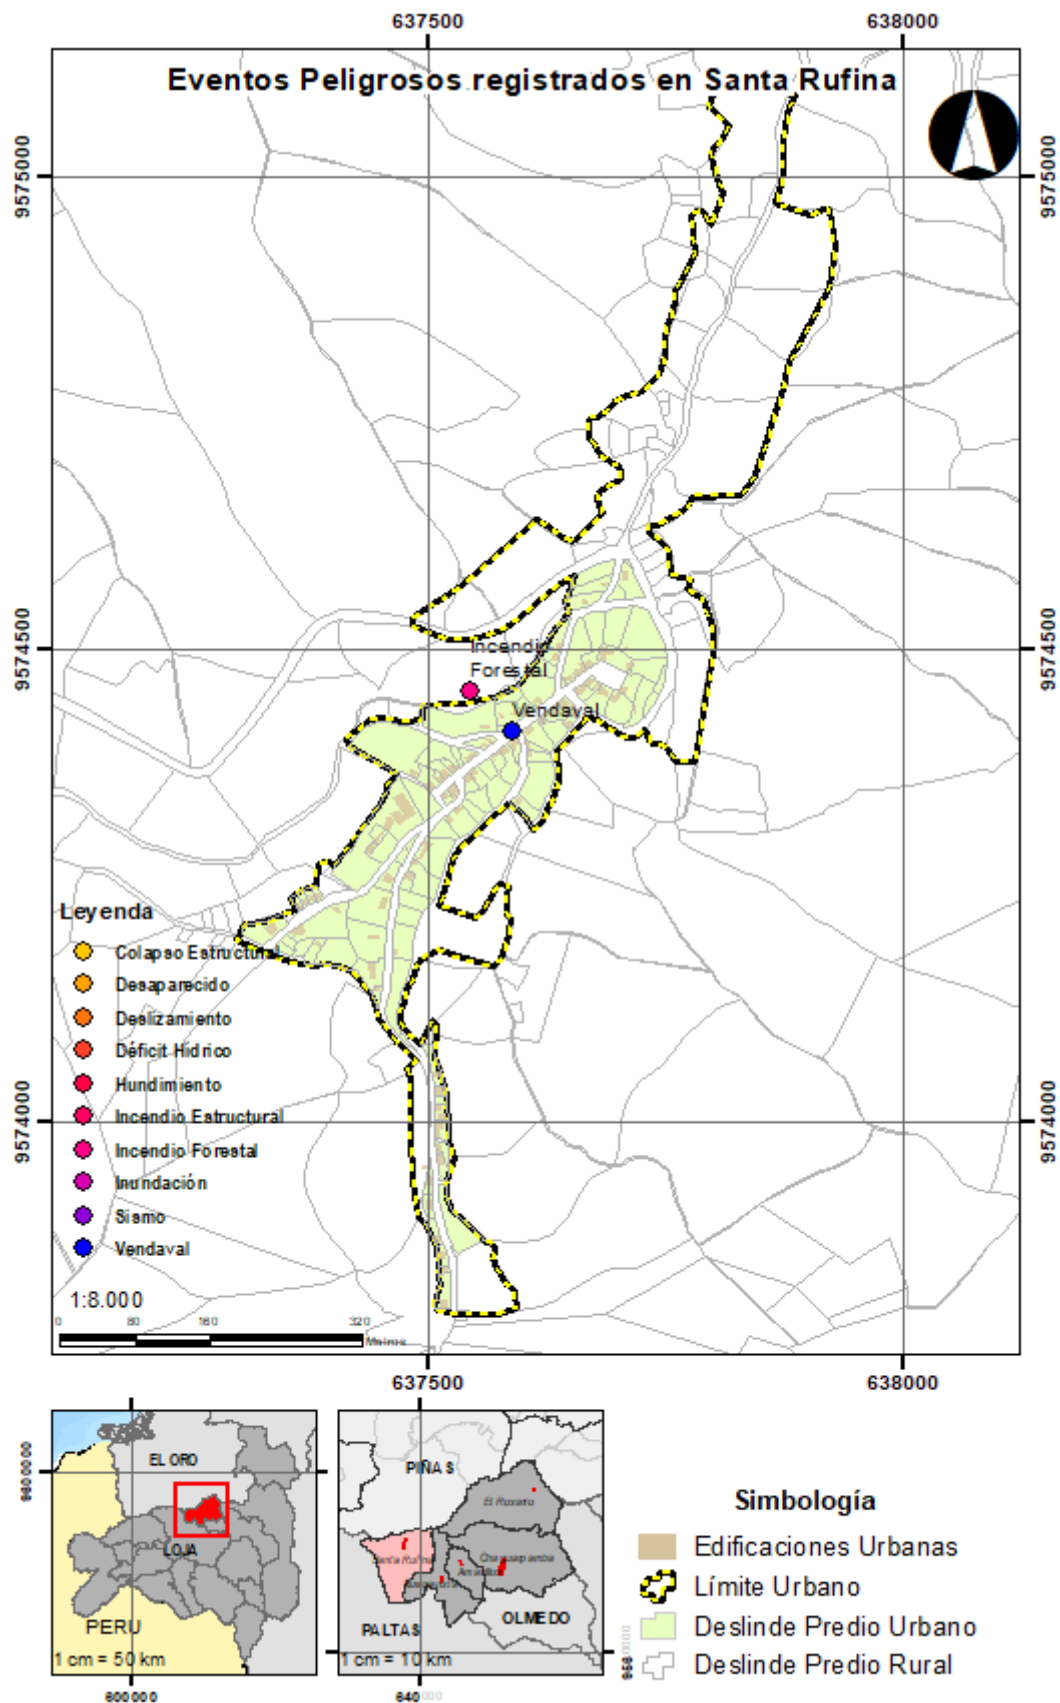 637500
638000
Eventos Peligrosos registrados en Santa Rufina
9575000
9575000
9574500
9574500
Incendio
Forestal
Vendaval
Leyenda
Colapso Estructural
Desaparecido
Deslizamiento
Déficit Hidrico
Hundimiento
Incendio Estructural
Incendio Forestal
Inundación
Sismo
Vendaval
9574000
9574000
1:8.000
0 80 160 320
Metros
637500
638000
EL ORO
LOJA
PERU
1 cm = 50 km
600000
PIÑAS
El Rosario
Santa Rufina
Chaguarpamba
PALTAS
OLMEDO
1 cm = 10 km
640000
Simbología
Edificaciones Urbanas
Límite Urbano
Deslinde Predio Urbano
Deslinde Predio Rural